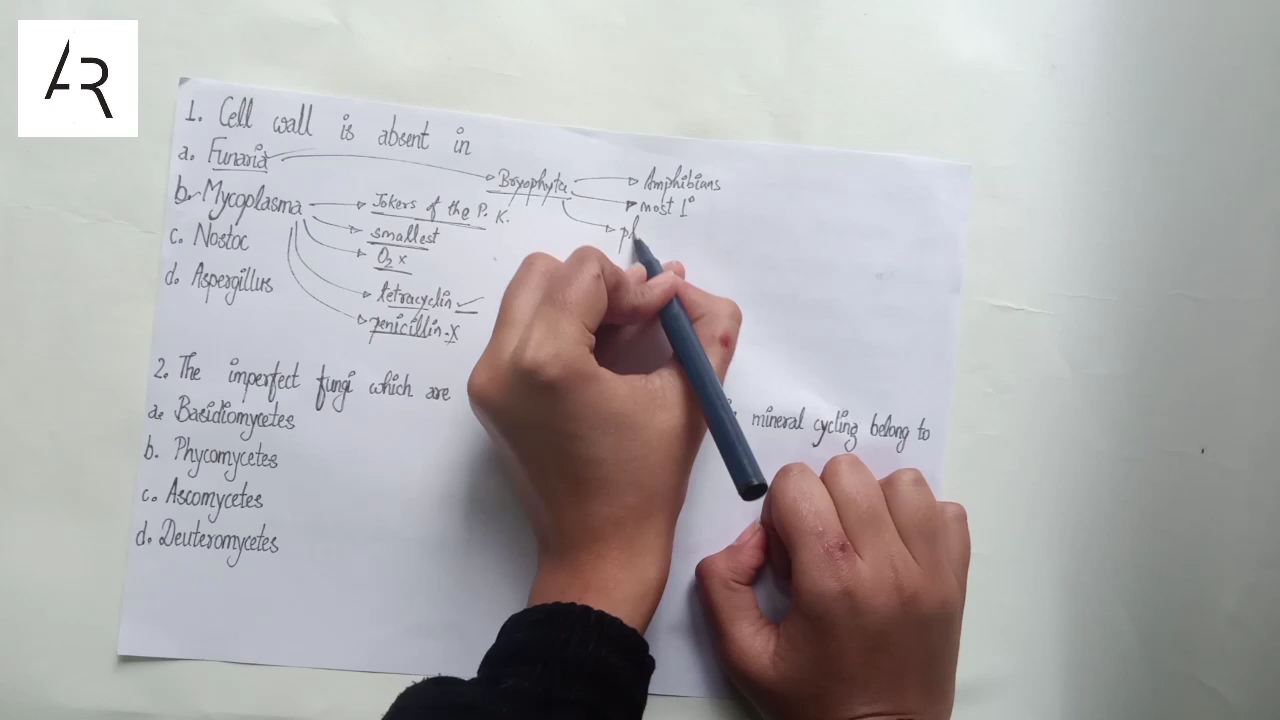 AR
1. Cell wall is absent in
a. Funaria
Bryophyta
Amphibians
most 1°
b. Mycoplasma
Jokers of the P. K.
smallest
O₂ x
tetracyclin ✓
penicillin - x
c. Nostoc
d. Aspergillus
2. The imperfect fungi which are
mineral cycling belong to
a. Basidiomycetes
b. Phycomycetes
c. Ascomycetes
d. Deuteromycetes